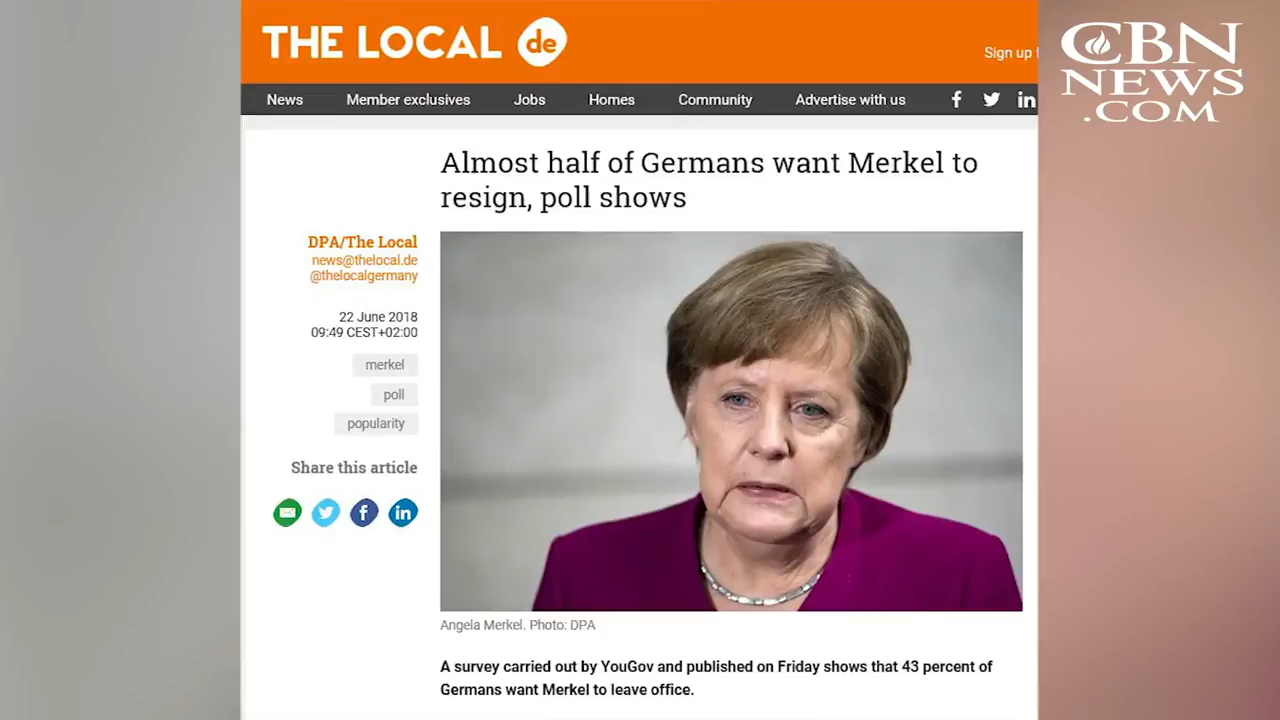 THE LOCAL de
Sign up
CBN
NEWS
.COM
News Member exclusives Jobs Homes Community Advertise with us
Almost half of Germans want Merkel to
resign, poll shows
DPA/The Local
news@thelocal.de
@thelocalgermany
22 June 2018
09:49 CEST+02:00
merkel
poll
popularity
Share this article
Angela Merkel. Photo: DPA
A survey carried out by YouGov and published on Friday shows that 43 percent of
Germans want Merkel to leave office.